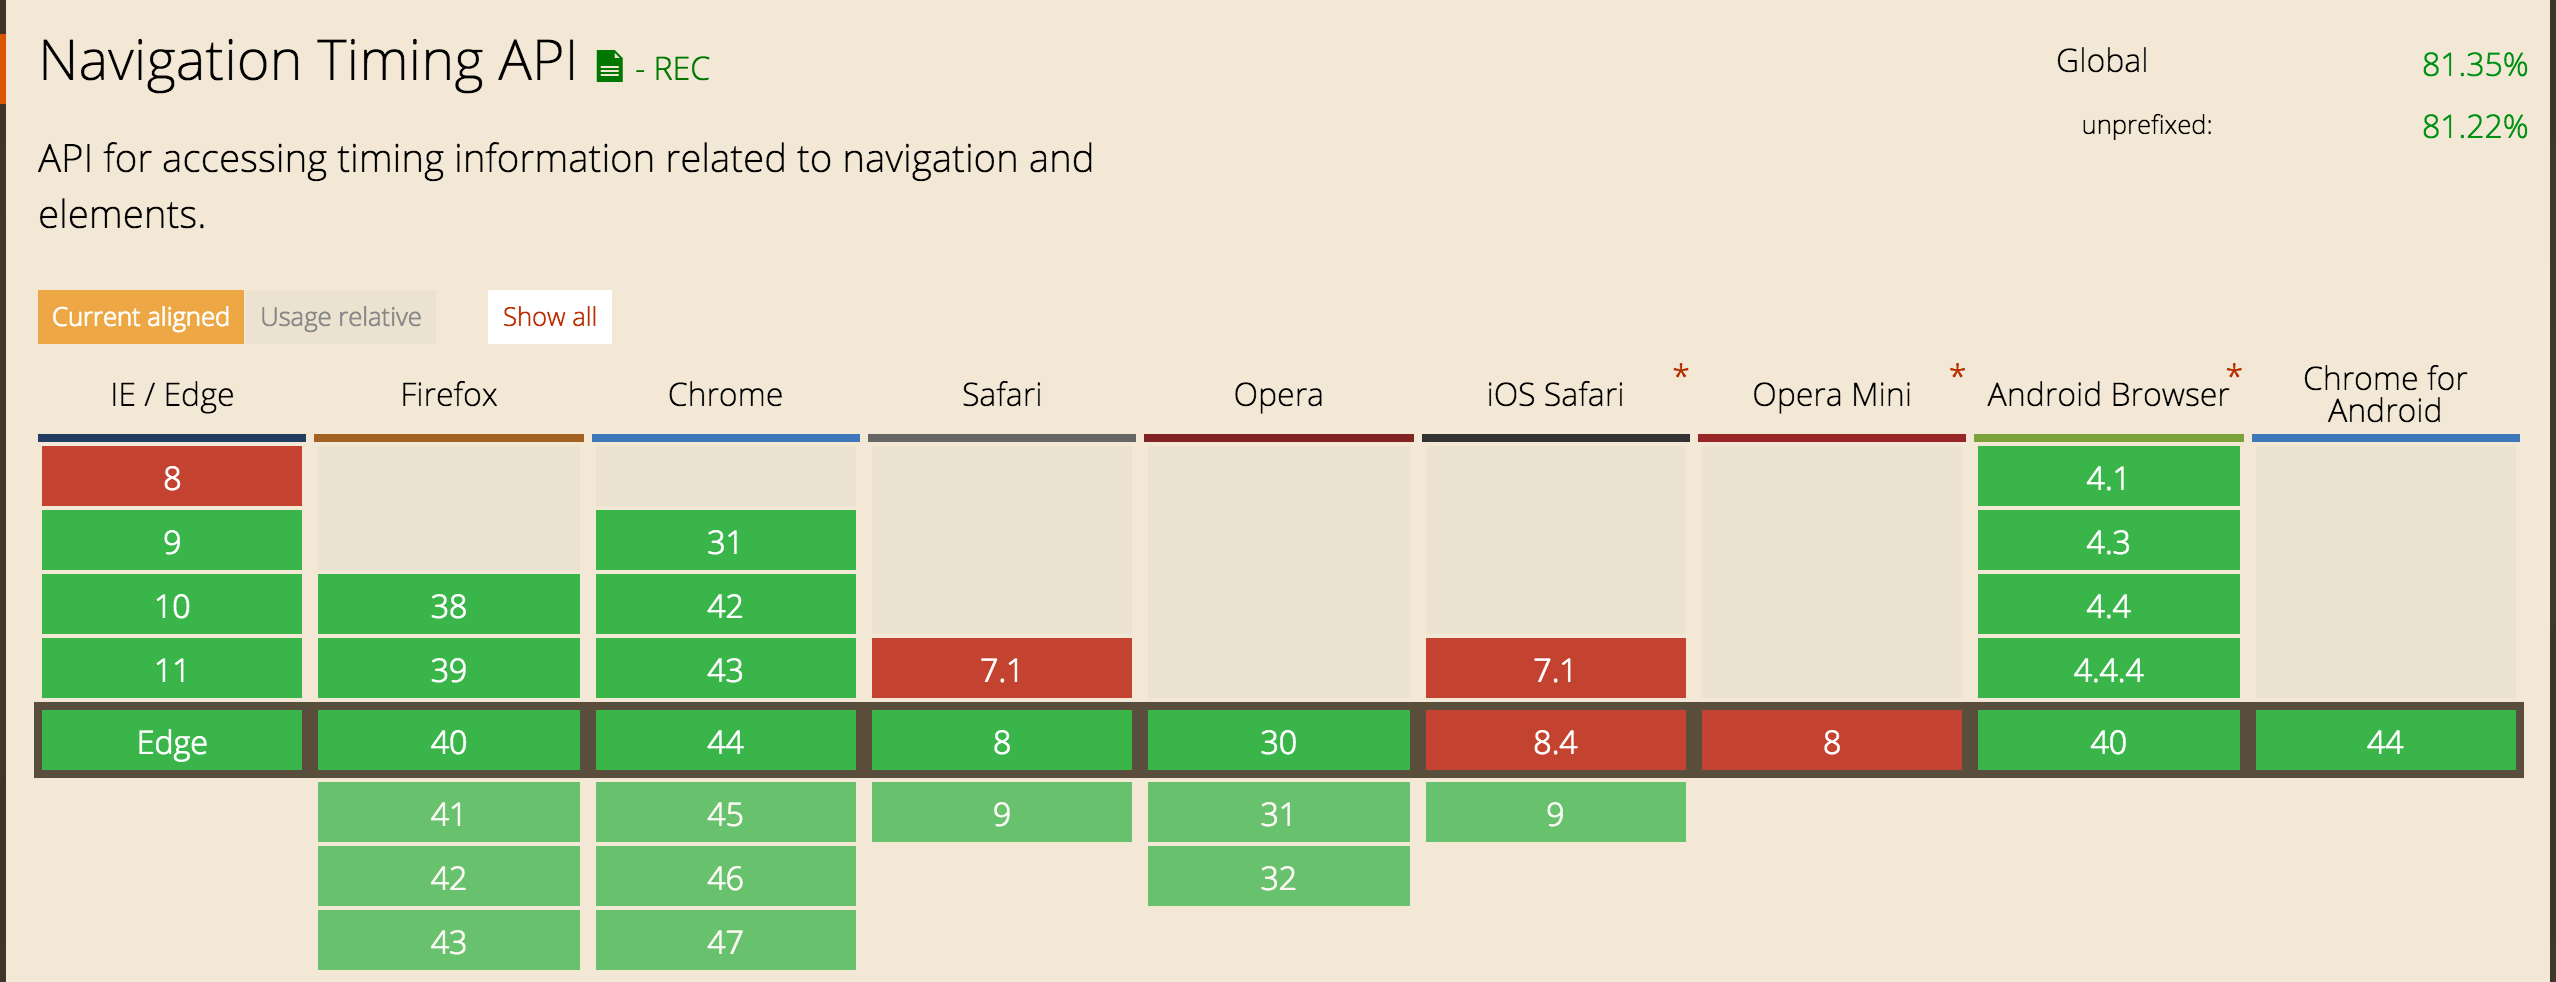 Navigation Timing API - REC
Global 81.35%
unprefixed: 81.22%
API for accessing timing information related to navigation and
elements.
Current aligned Usage relative Show all
IE / Edge Firefox Chrome Safari Opera iOS Safari * Opera Mini * Android Browser * Chrome for
Android
8 4.1
9 31 4.3
10 38 42 4.4
11 39 43 7.1 7.1 4.4.4
Edge 40 44 8 30 8.4 8 40 44
41 45 9 31 9
42 46 32
43 47